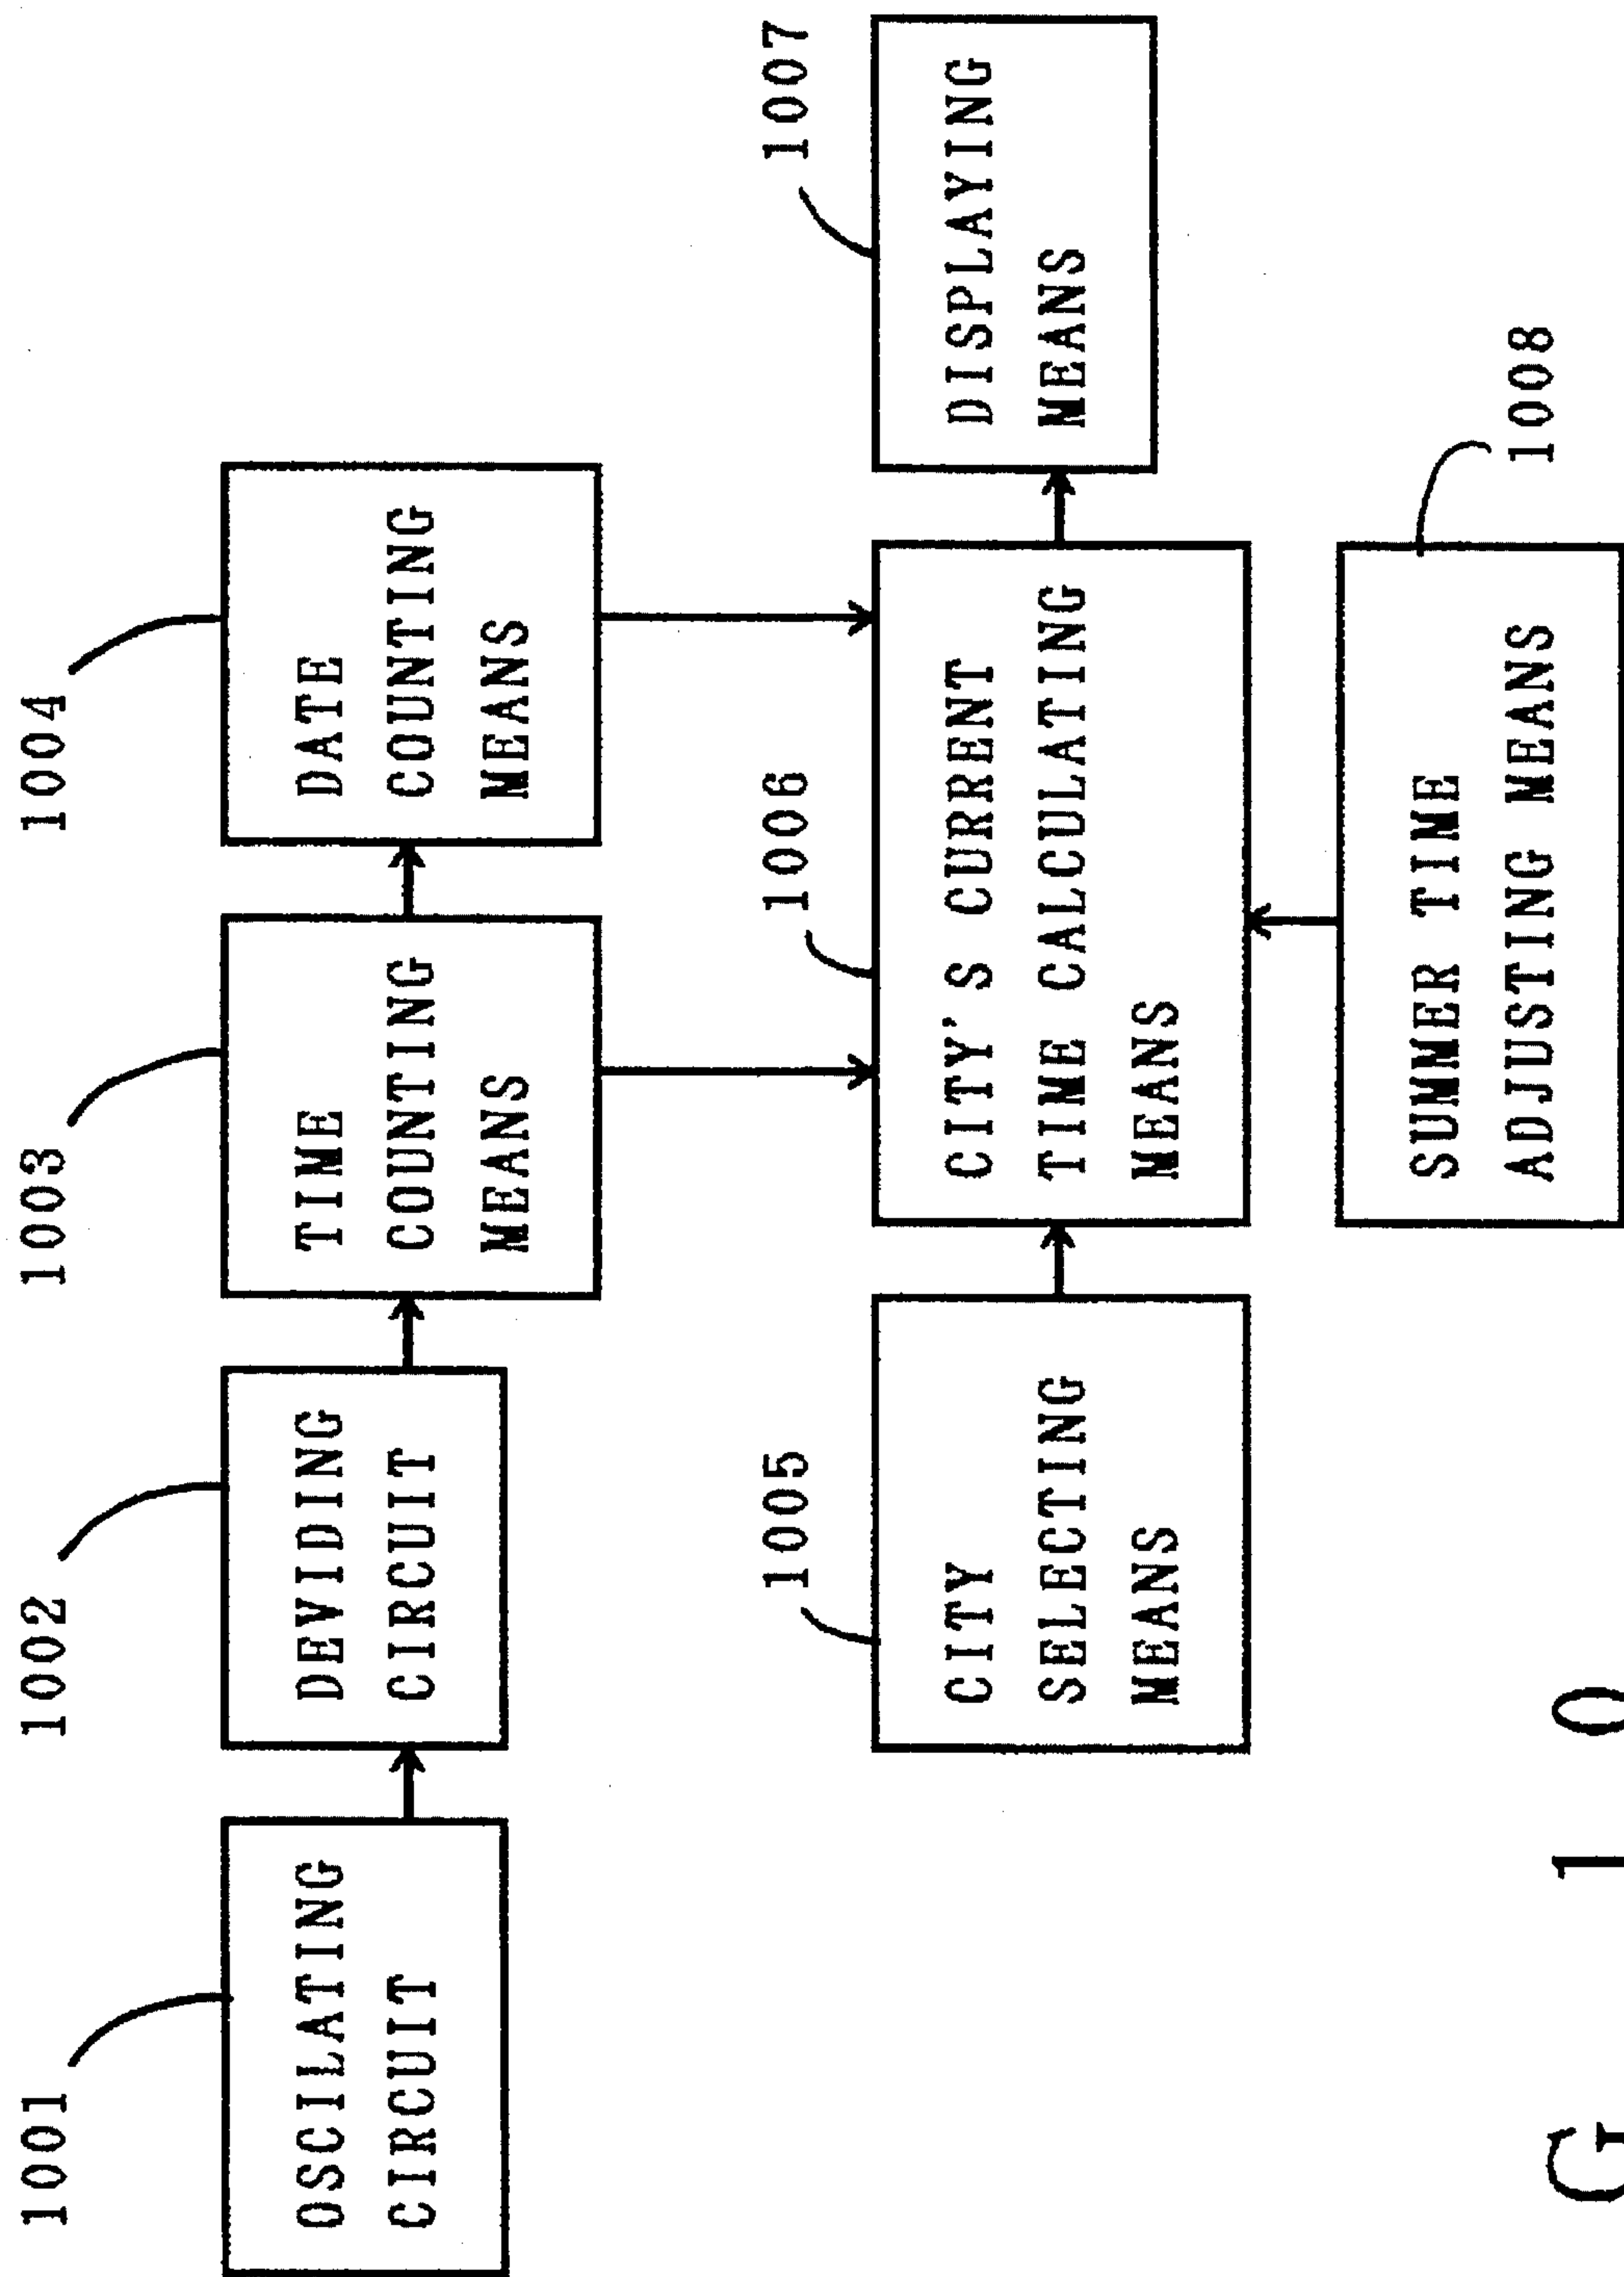 1001
OSCILATING
CIRCUIT
1002
DEVIDING
CIRCUIT
1003
TIME
COUNTING
MEANS
1004
DATE
COUNTING
MEANS
1005
CITY
SELECTING
MEANS
1006
CITY'S CURRENT
TIME CALCULATING
MEANS
1007
DISPLAYING
MEANS
1008
SUMMER TIME
ADJUSTING MEANS
G 10